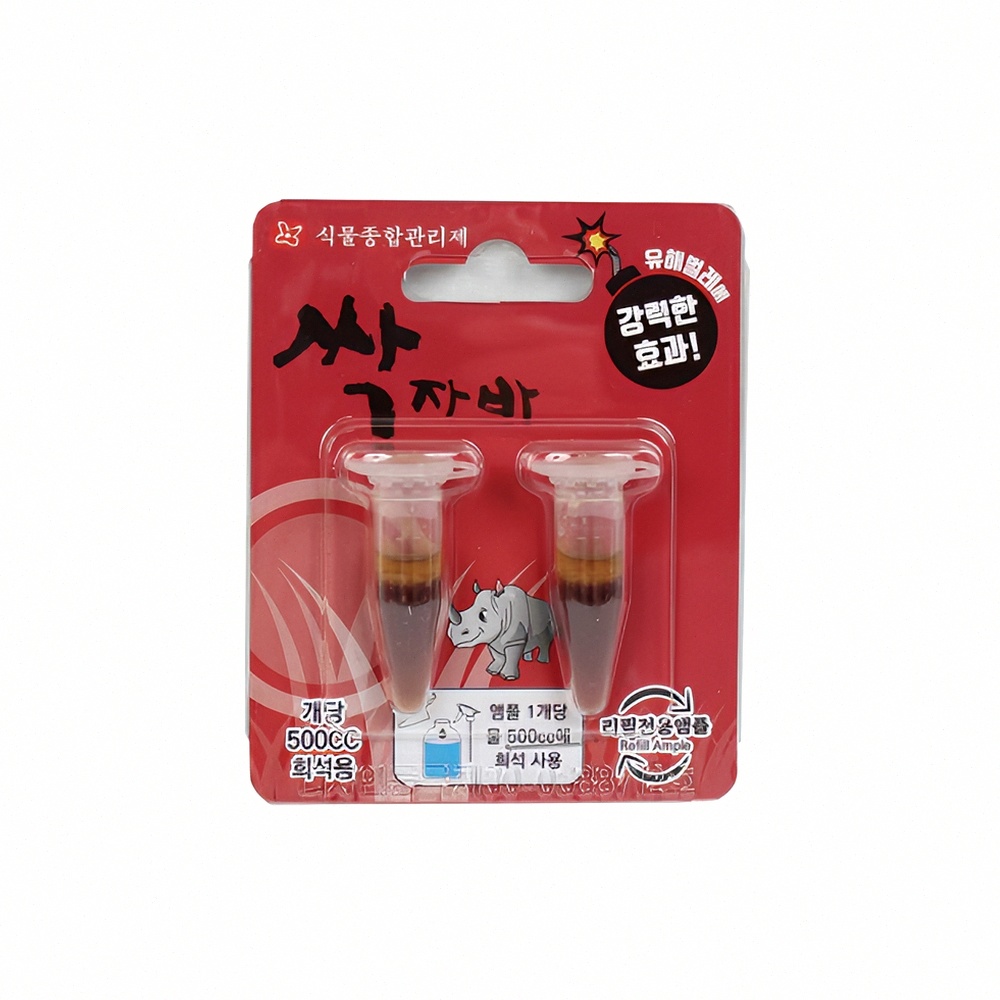 식물종합관리제
유해벌레에
강력한
효과!
싹
자바
개당
500CC
희석용
앰플 1개당
물 500cc에
희석 사용
리필전용앰플
Refill Ample